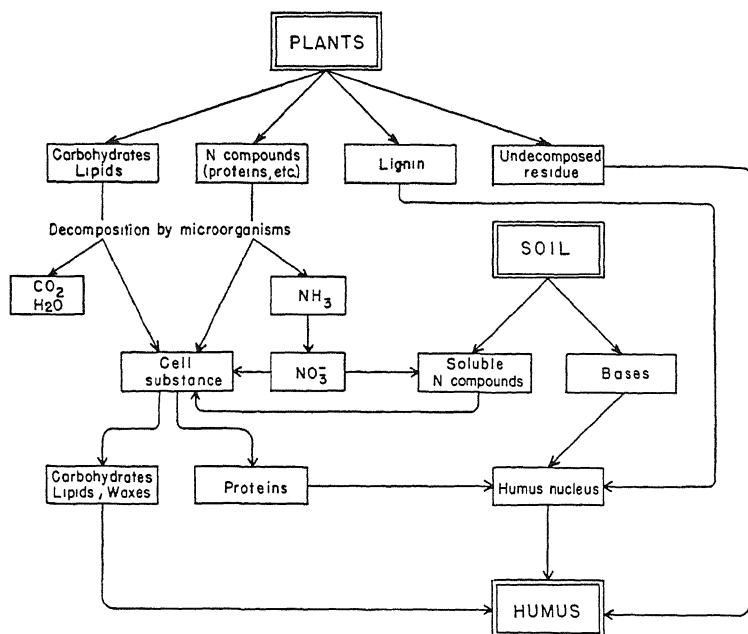 PLANTS
Carbohydrates
Lipids
N compounds
(proteins, etc.)
Lignin
Undecomposed
residue
Decomposition by microorganisms
SOIL
CO2
H2O
NH3
Cell
substance
NO3-
Soluble
N compounds
Bases
Carbohydrates
Lipids, Waxes
Proteins
Humus nucleus
HUMUS